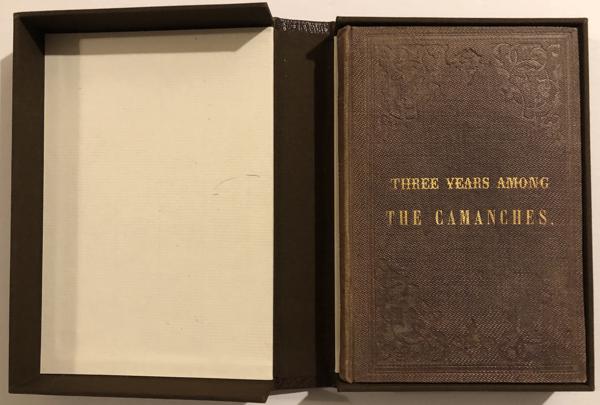 THREE YEARS AMONG
THE CAMANCHES.